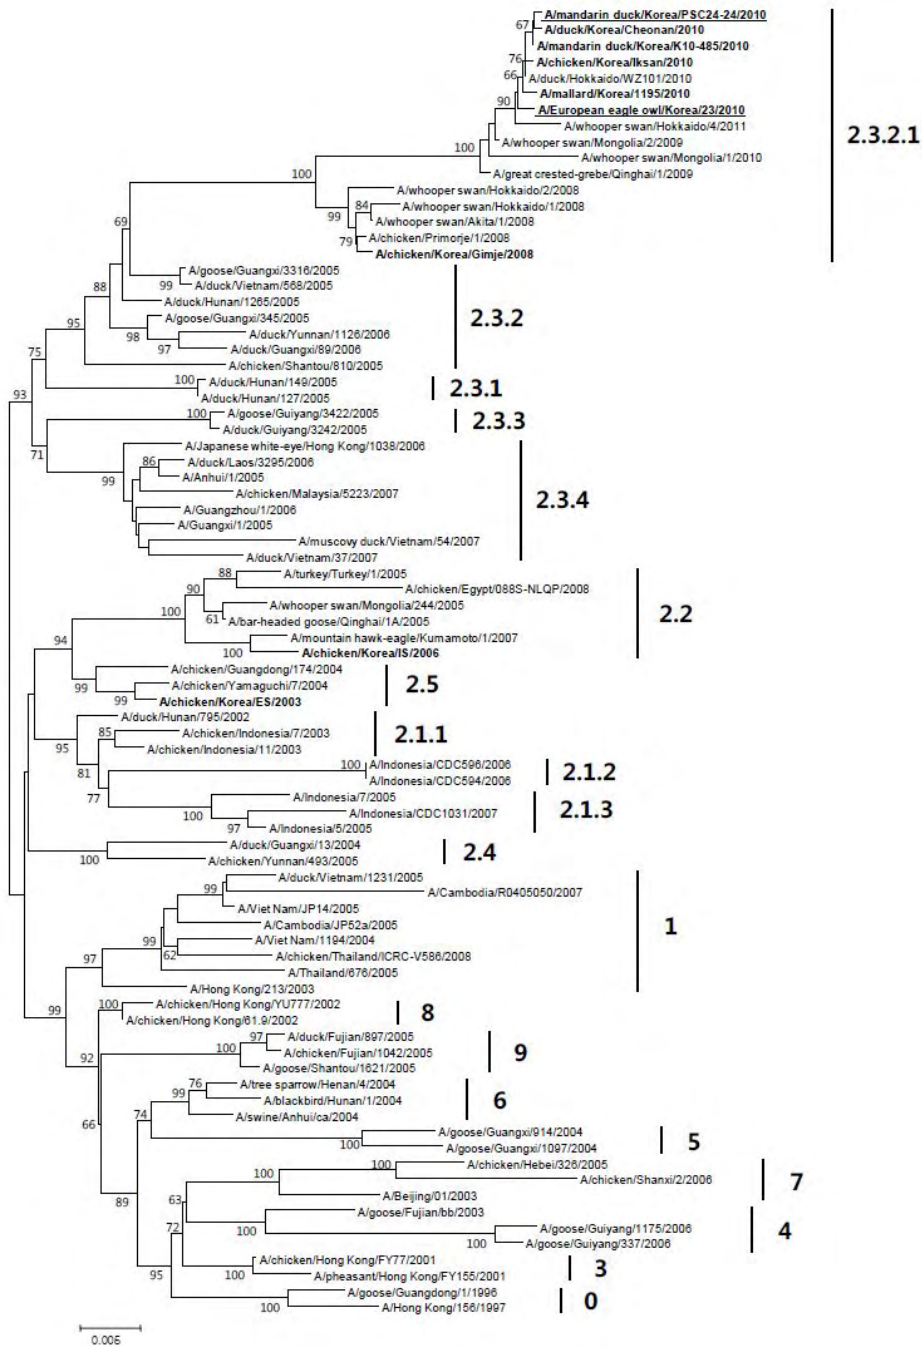 A/mandarin duck/Korea/PSC24-24/2010
67
A/duck/Korea/Cheonan/2010
A/mandarin duck/Korea/K10-485/2010
76
A/chicken/Korea/Iksan/2010
66
A/duck/Hokkaido/WZ101/2010
A/mallard/Korea/1195/2010
90
A/European eagle owl/Korea/23/2010
A/whooper swan/Hokkaido/4/2011
2.3.2.1
A/whooper swan/Mongolia/2/2009
100
A/whooper swan/Mongolia/1/2010
100
A/great crested-grebe/Qinghai/1/2009
A/whooper swan/Hokkaido/2/2008
84
A/whooper swan/Hokkaido/1/2008
99
A/whooper swan/Akita/1/2008
69
79
A/chicken/Primorje/1/2008
A/chicken/Korea/Gimje/2008
A/goose/Guangxi/3316/2005
99
A/duck/Vietnam/568/2005
88
A/duck/Hunan/1265/2005
A/goose/Guangxi/345/2005
2.3.2
95
98
A/duck/Yunnan/1126/2006
97
A/duck/Guangxi/89/2006
75
A/chicken/Shantou/810/2005
100
A/duck/Hunan/149/2005
2.3.1
93
A/duck/Hunan/127/2005
100
A/goose/Guiyang/3422/2005
2.3.3
A/duck/Guiyang/3242/2005
71
A/Japanese white-eye/Hong Kong/1038/2006
86
A/duck/Laos/3295/2006
99
A/Anhui/1/2005
A/chicken/Malaysia/5223/2007
2.3.4
A/Guangzhou/1/2006
A/Guangxi/1/2005
A/muscovy duck/Vietnam/54/2007
A/duck/Vietnam/37/2007
88
A/turkey/Turkey/1/2005
90
A/chicken/Egypt/088S-NLQP/2008
100
A/whooper swan/Mongolia/244/2005
2.2
61
A/bar-headed goose/Qinghai/1A/2005
94
A/mountain hawk-eagle/Kumamoto/1/2007
100
A/chicken/Korea/IS/2006
A/chicken/Guangdong/174/2004
99
A/chicken/Yamaguchi/7/2004
2.5
99
A/chicken/Korea/ES/2003
A/duck/Hunan/795/2002
95
85
A/chicken/Indonesia/7/2003
2.1.1
A/chicken/Indonesia/11/2003
81
100
A/Indonesia/CDC596/2006
2.1.2
77
A/Indonesia/CDC594/2006
A/Indonesia/7/2005
100
A/Indonesia/CDC1031/2007
2.1.3
97
A/Indonesia/5/2005
A/duck/Guangxi/13/2004
2.4
100
A/chicken/Yunnan/493/2005
A/duck/Vietnam/1231/2005
99
A/Cambodia/R0405050/2007
A/Viet Nam/JP14/2005
A/Cambodia/JP52a/2005
1
99
A/Viet Nam/1194/2004
62
A/chicken/Thailand/ICRC-V586/2008
97
A/Thailand/676/2005
A/Hong Kong/213/2003
99
100
A/chicken/Hong Kong/YU777/2002
8
A/chicken/Hong Kong/61.9/2002
97
A/duck/Fujian/897/2005
92
100
A/chicken/Fujian/1042/2005
9
A/goose/Shantou/1621/2005
76
A/tree sparrow/Henan/4/2004
99
A/blackbird/Hunan/1/2004
6
66
74
A/swine/Anhui/ca/2004
A/goose/Guangxi/914/2004
5
100
A/goose/Guangxi/1097/2004
100
A/chicken/Hebei/326/2005
100
A/chicken/Shanxi/2/2006
7
89
63
A/Beijing/01/2003
A/goose/Fujian/bb/2003
72
100
A/goose/Guiyang/1175/2006
4
100
A/goose/Guiyang/337/2006
A/chicken/Hong Kong/FY77/2001
3
95
100
A/pheasant/Hong Kong/FY155/2001
A/goose/Guangdong/1/1996
0
100
A/Hong Kong/156/1997
0.005